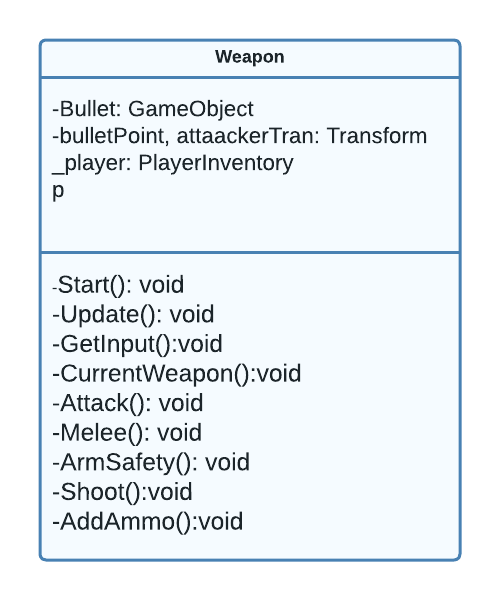 Weapon
-Bullet: GameObject
-bulletPoint, attaackerTran: Transform
_player: PlayerInventory
p
-Start(): void
-Update(): void
-GetInput():void
-CurrentWeapon():void
-Attack(): void
-Melee(): void
-ArmSafety(): void
-Shoot():void
-AddAmmo():void